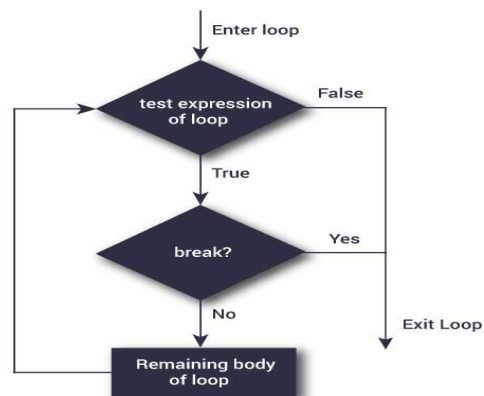 Enter loop
test expression
of loop
False
True
break?
Yes
No
Exit Loop
Remaining body
of loop